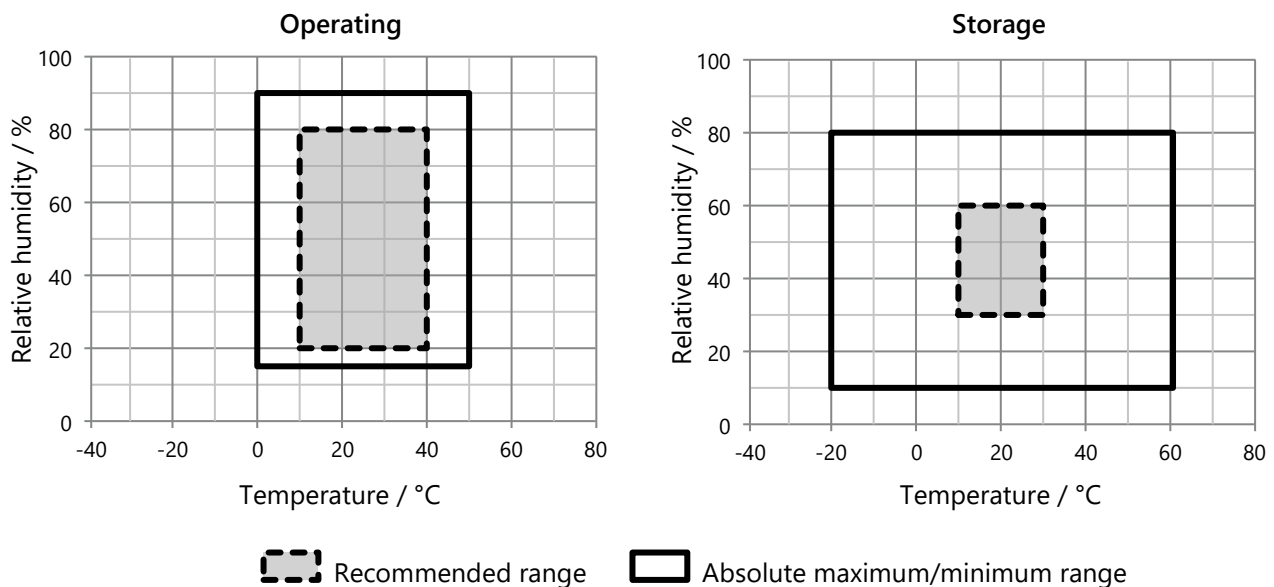 Operating
100
80
60
40
20
0
Relative humidity / %
-40 -20 0 20 40 60 80
Temperature / °C
Storage
100
80
60
40
20
0
Relative humidity / %
-40 -20 0 20 40 60 80
Temperature / °C
Recommended range
Absolute maximum/minimum range